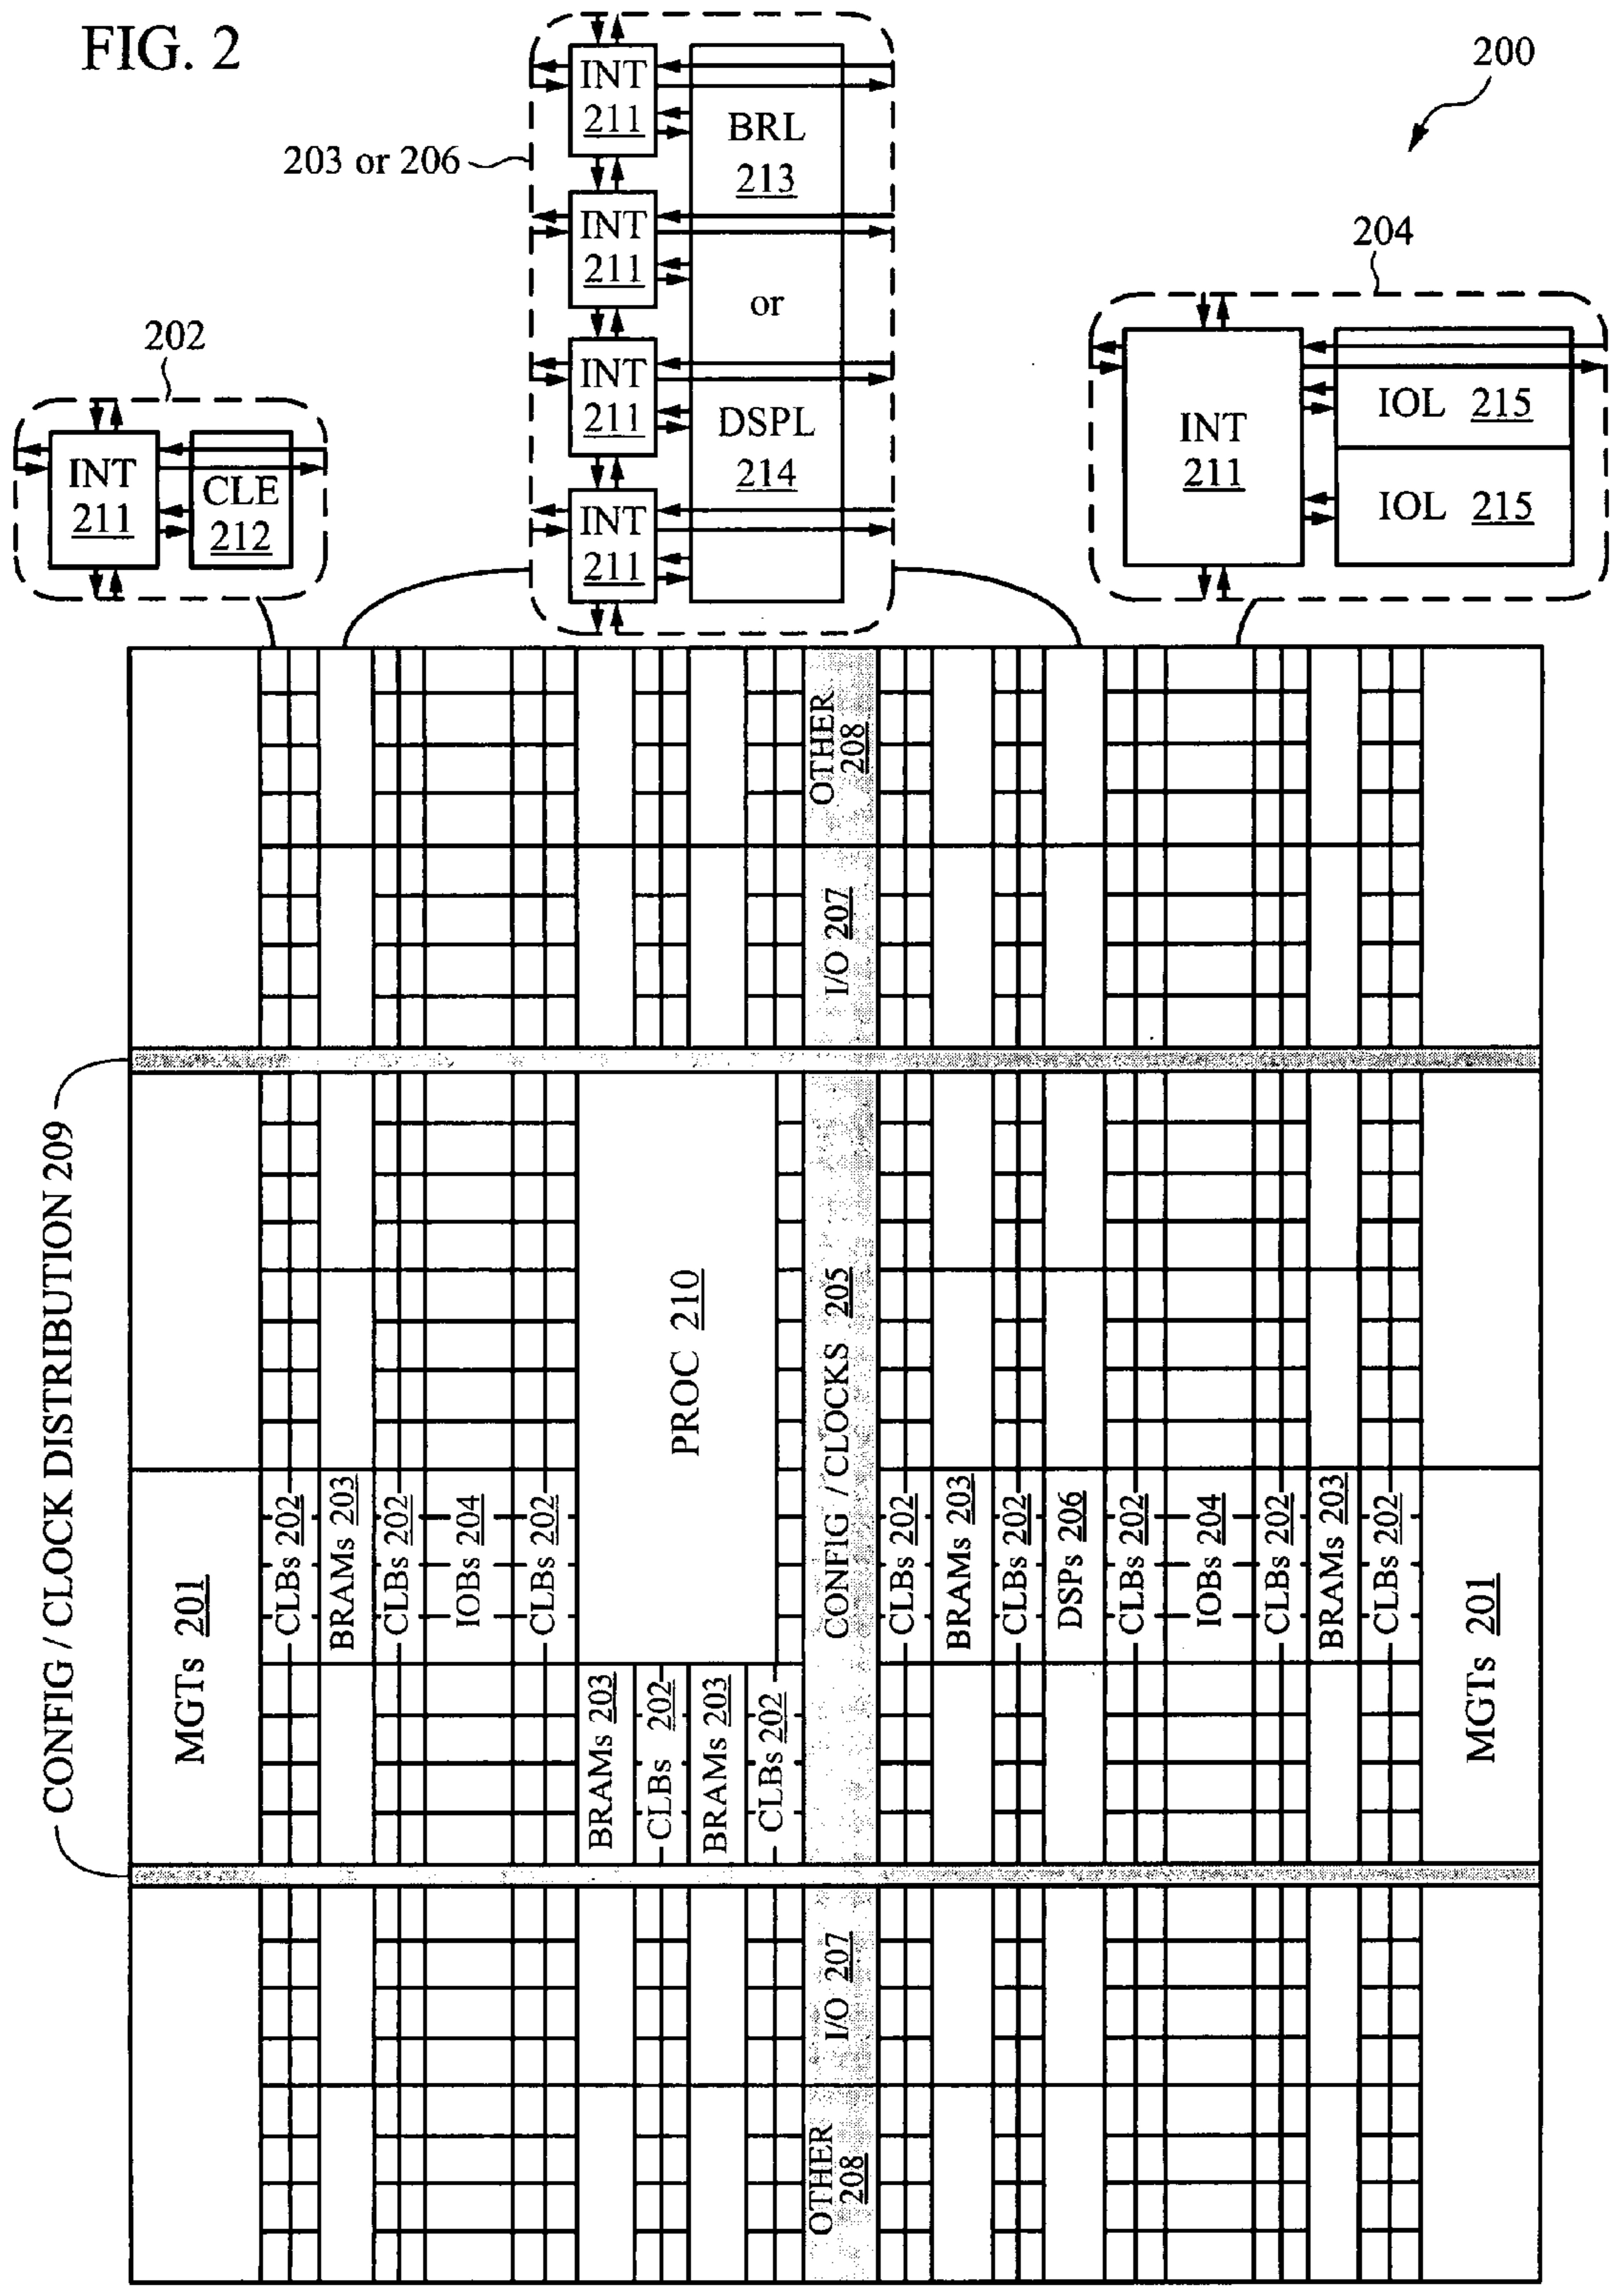 FIG. 2
200
203 or 206
INT
211
INT
211
INT
211
INT
211
BRL
213
or
DSPL
214
202
INT
211
CLE
212
204
INT
211
IOL 215
IOL 215
OTHER
208
I/O 207
CONFIG / CLOCK DISTRIBUTION 209
PROC 210
CONFIG / CLOCKS 205
MGTs 201
CLBs 202
BRAMs 203
CLBs 202
IOBs 204
CLBs 202
BRAMs 203
CLBs 202
BRAMs 203
CLBs 202
CLBs 202
BRAMs 203
CLBs 202
DSPs 206
CLBs 202
IOBs 204
CLBs 202
BRAMs 203
CLBs 202
MGTs 201
I/O 207
OTHER
208